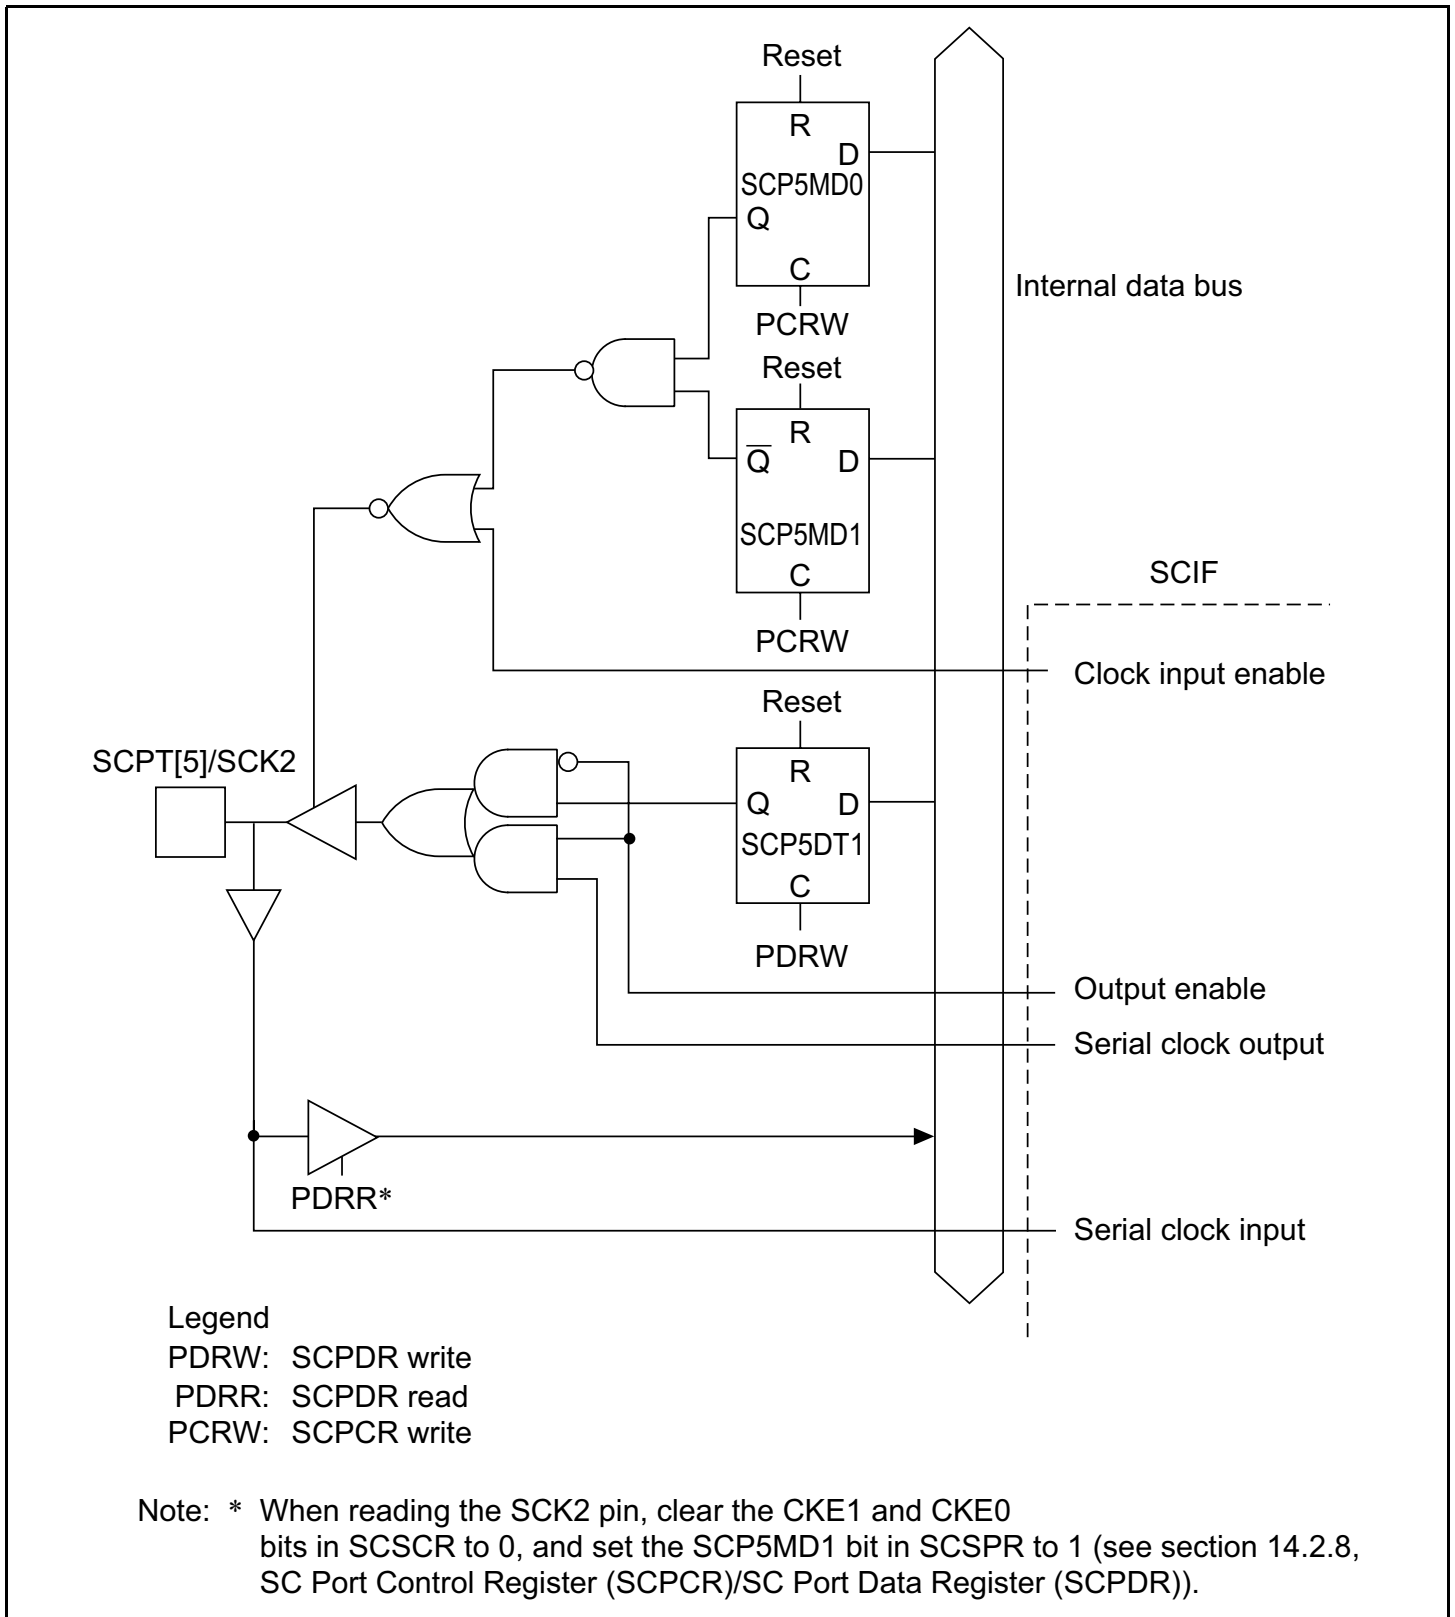 Reset
R
D
SCP5MD0
Q
C
PCRW
Internal data bus
Reset
R
Q̅ D
SCP5MD1
C
PCRW
SCIF
Clock input enable
Reset
SCPT[5]/SCK2
R
Q D
SCP5DT1
C
PDRW
Output enable
Serial clock output
PDRR*
Serial clock input
Legend
PDRW: SCPDR write
PDRR: SCPDR read
PCRW: SCPCR write
Note: * When reading the SCK2 pin, clear the CKE1 and CKE0
bits in SCSCR to 0, and set the SCP5MD1 bit in SCSPR to 1 (see section 14.2.8,
SC Port Control Register (SCPCR)/SC Port Data Register (SCPDR)).